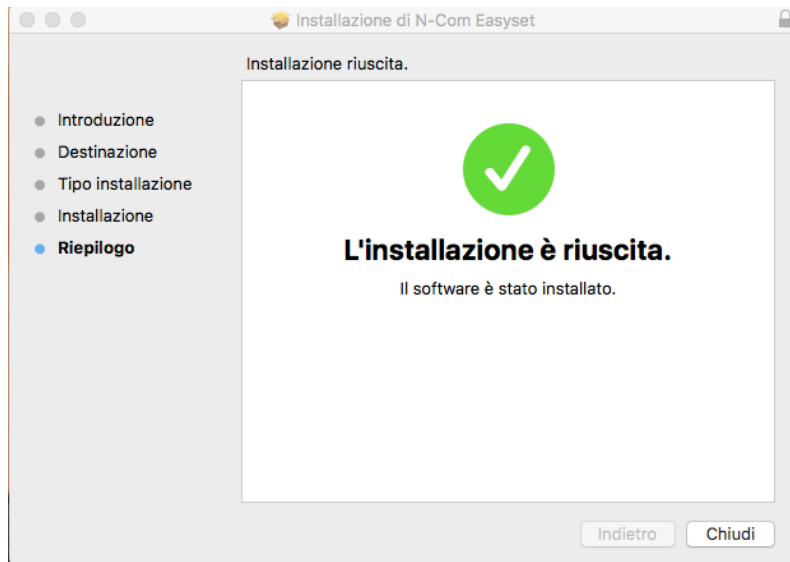 Installazione di N-Com Easyset
Installazione riuscita.
Introduzione
Destinazione
Tipo installazione
Installazione
Riepilogo
L'installazione è riuscita.
Il software è stato installato.
Indietro
Chiudi